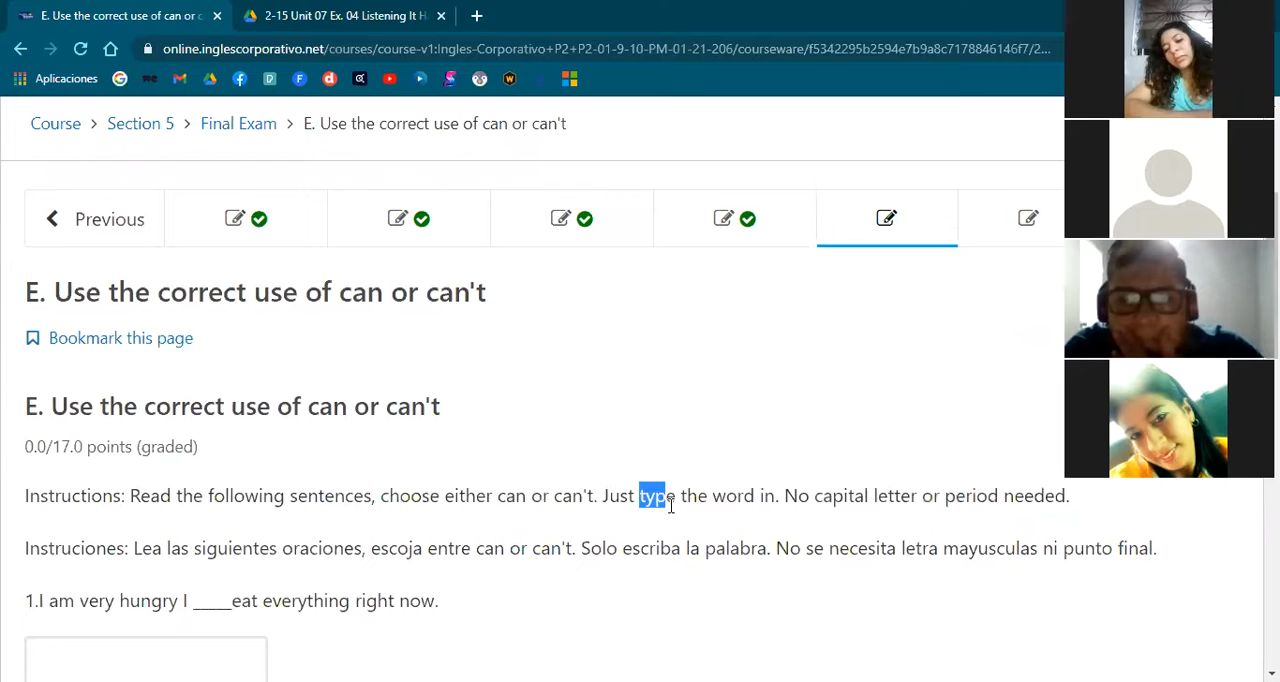 E. Use the correct use of can or c
2-15 Unit 07 Ex. 04 Listening It H
online.inglescorporativo.net/courses/course-v1:Ingles-Corporativo+P2+P2-01-9-10-PM-01-21-206/courseware/f5342295b2594e7b9a8c7178846146f7/2...
Aplicaciones
Course > Section 5 > Final Exam > E. Use the correct use of can or can't
Previous
E. Use the correct use of can or can't
Bookmark this page
E. Use the correct use of can or can't
0.0/17.0 points (graded)
Instructions: Read the following sentences, choose either can or can't. Just type the word in. No capital letter or period needed.
Instruciones: Lea las siguientes oraciones, escoja entre can or can't. Solo escriba la palabra. No se necesita letra mayusculas ni punto final.
1.I am very hungry I _____eat everything right now.